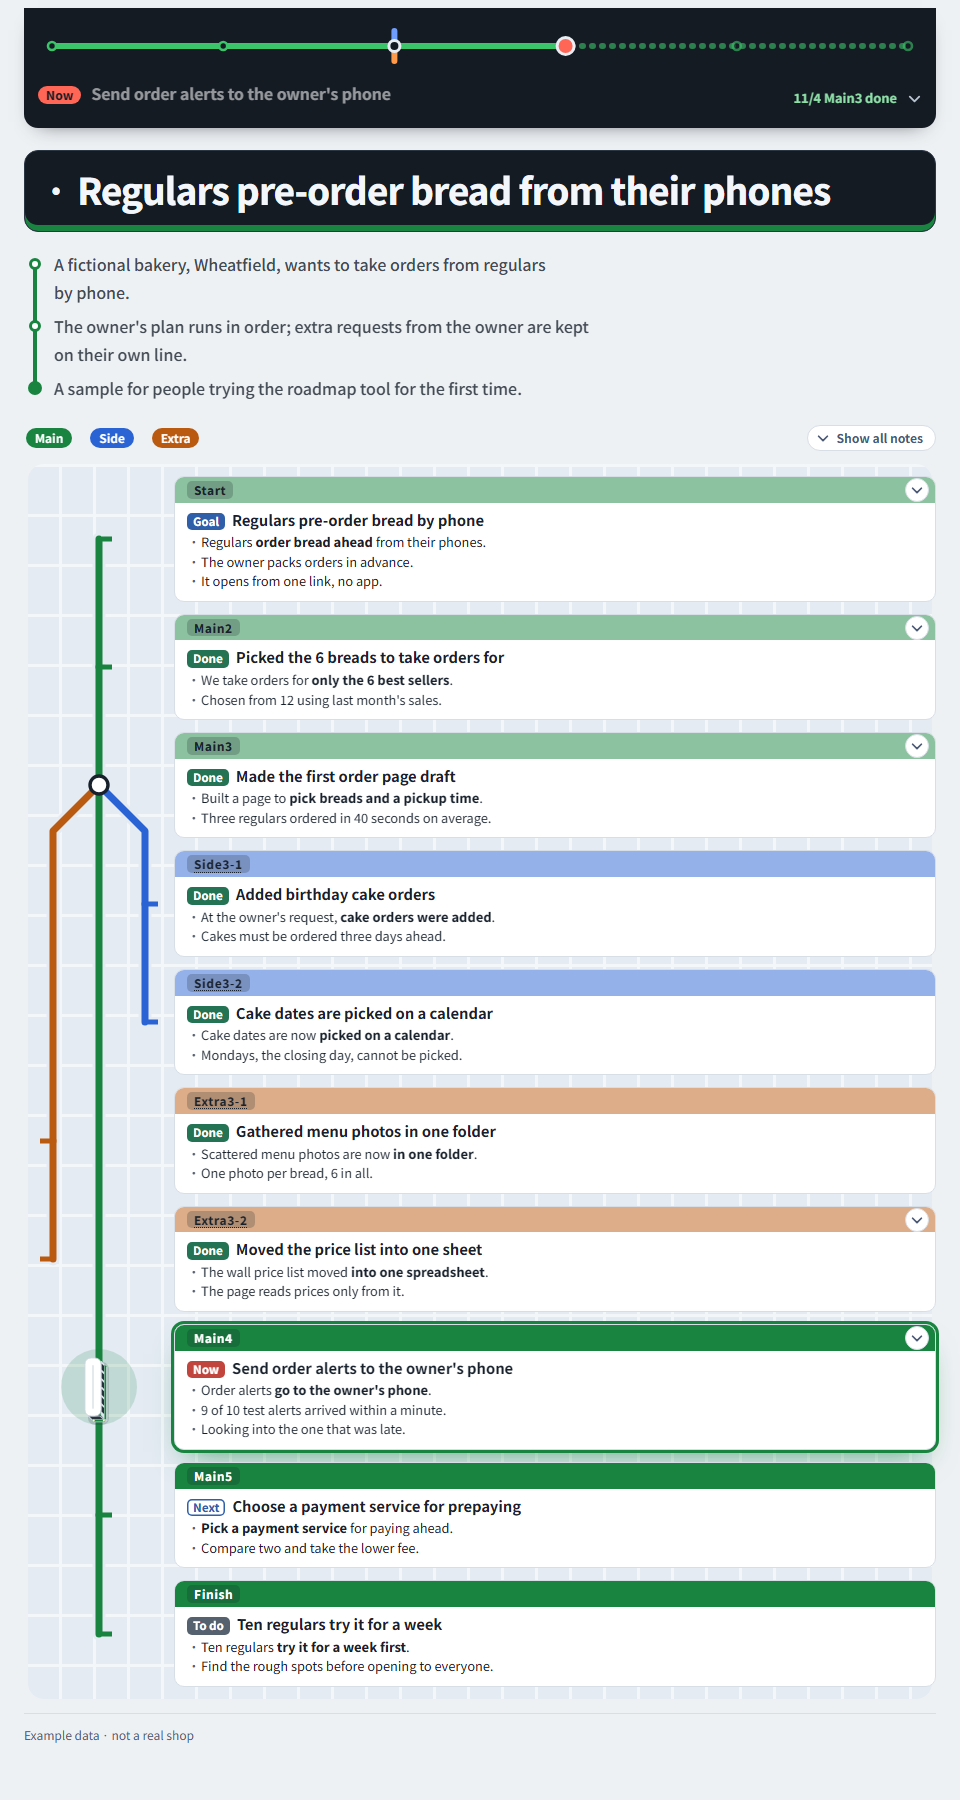 Now Send order alerts to the owner's phone
11/4 Main3 done
· Regulars pre-order bread from their phones
A fictional bakery, Wheatfield, wants to take orders from regulars
by phone.
The owner's plan runs in order; extra requests from the owner are kept
on their own line.
A sample for people trying the roadmap tool for the first time.
Main Side Extra
Show all notes
Start
Goal Regulars pre-order bread by phone
· Regulars order bread ahead from their phones.
· The owner packs orders in advance.
· It opens from one link, no app.
Main2
Done Picked the 6 breads to take orders for
· We take orders for only the 6 best sellers.
· Chosen from 12 using last month's sales.
Main3
Done Made the first order page draft
· Built a page to pick breads and a pickup time.
· Three regulars ordered in 40 seconds on average.
Side3-1
Done Added birthday cake orders
· At the owner's request, cake orders were added.
· Cakes must be ordered three days ahead.
Side3-2
Done Cake dates are picked on a calendar
· Cake dates are now picked on a calendar.
· Mondays, the closing day, cannot be picked.
Extra3-1
Done Gathered menu photos in one folder
· Scattered menu photos are now in one folder.
· One photo per bread, 6 in all.
Extra3-2
Done Moved the price list into one sheet
· The wall price list moved into one spreadsheet.
· The page reads prices only from it.
Main4
Now Send order alerts to the owner's phone
· Order alerts go to the owner's phone.
· 9 of 10 test alerts arrived within a minute.
· Looking into the one that was late.
Main5
Next Choose a payment service for prepaying
· Pick a payment service for paying ahead.
· Compare two and take the lower fee.
Finish
To do Ten regulars try it for a week
· Ten regulars try it for a week first.
· Find the rough spots before opening to everyone.
Example data · not a real shop